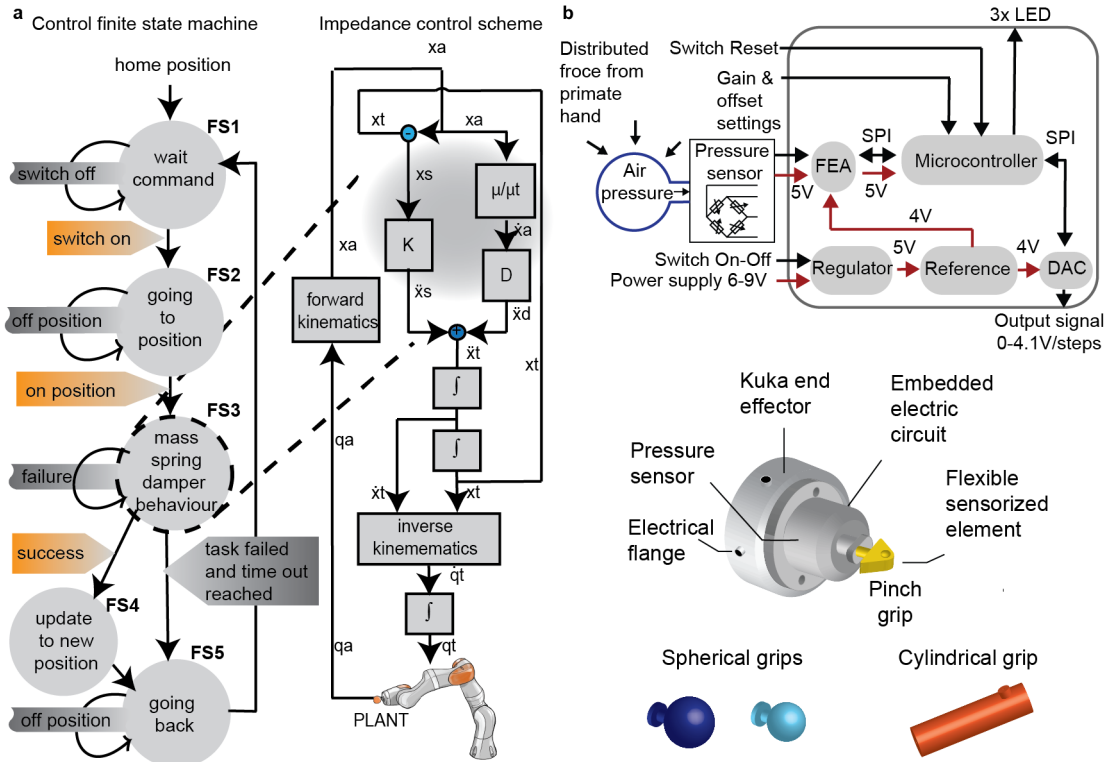 a
Control finite state machine
home position
FS1
wait
command
switch off
switch on
FS2
going
to
position
off position
on position
FS3
mass
spring
damper
behaviour
failure
success
task failed
and time out
reached
FS4
update
to new
position
FS5
going
back
off position
Impedance control scheme
xa
xt
-
xa
xs
μ/μt
ẋa
K
D
xa
forward
kinematics
ẍs
ẍd
+
ẍt
xt
∫
qa
∫
ẋt
xt
inverse
kinemematics
q̇t
∫
qa
qt
PLANT
b
3x LED
Distributed
froce from
primate
hand
Switch Reset
Gain &
offset
settings
Air
pressure
Pressure
sensor
FEA
SPI
Microcontroller
SPI
5V
5V
4V
Switch On-Off
Power supply 6-9V
Regulator
5V
Reference
4V
DAC
Output signal
0-4.1V/steps
Kuka end
effector
Embedded
electric
circuit
Pressure
sensor
Flexible
sensorized
element
Electrical
flange
Pinch
grip
Spherical grips
Cylindrical grip